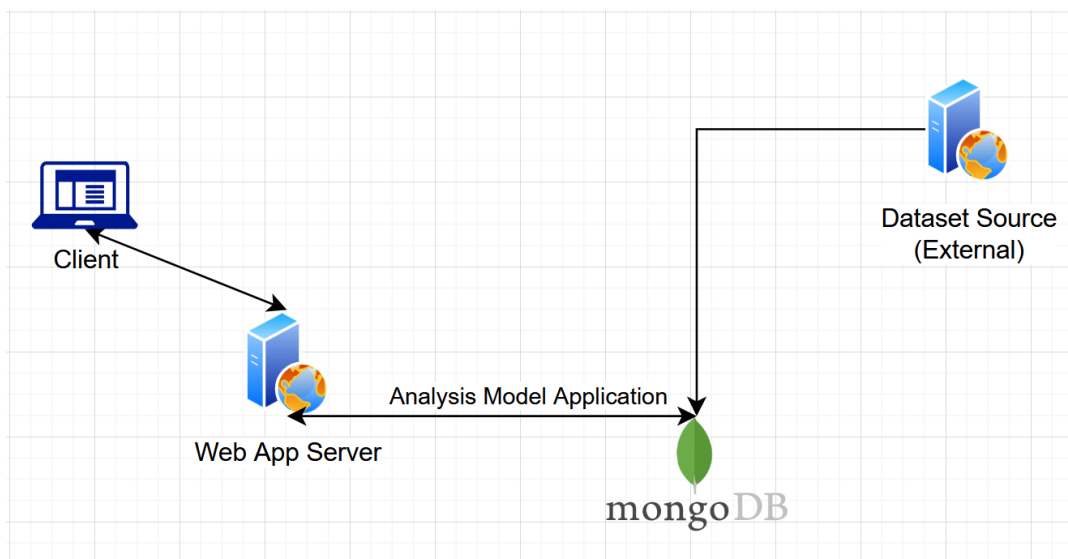 Client
Dataset Source
(External)
Analysis Model Application
Web App Server
mongoDB